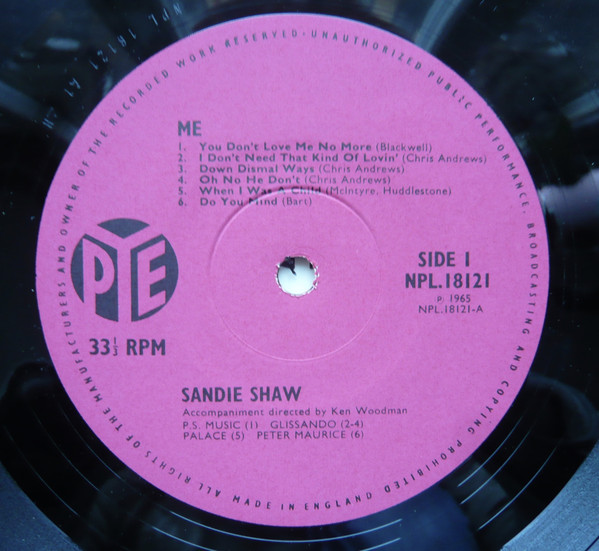 ALL RIGHTS OF THE MANUFACTURERS AND OWNER OF THE RECORDED WORK RESERVED · UNAUTHORIZED PUBLIC PERFORMANCE, BROADCASTING AND COPYING PROHIBITED
MADE IN ENGLAND
ME
1. You Don't Love Me No More (Blackwell)
2. I Don't Need That Kind Of Lovin' (Chris Andrews)
3. Down Dismal Ways (Chris Andrews)
4. Oh No He Don't (Chris Andrews)
5. When I Was A Child (McIntyre, Huddlestone)
6. Do You Mind (Bart)
PYE
33⅓ RPM
SIDE 1
NPL.18121
P: 1965
NPL.18121-A
SANDIE SHAW
Accompaniment directed by Ken Woodman
P.S. MUSIC (1) GLISSANDO (2-4)
PALACE (5) PETER MAURICE (6)